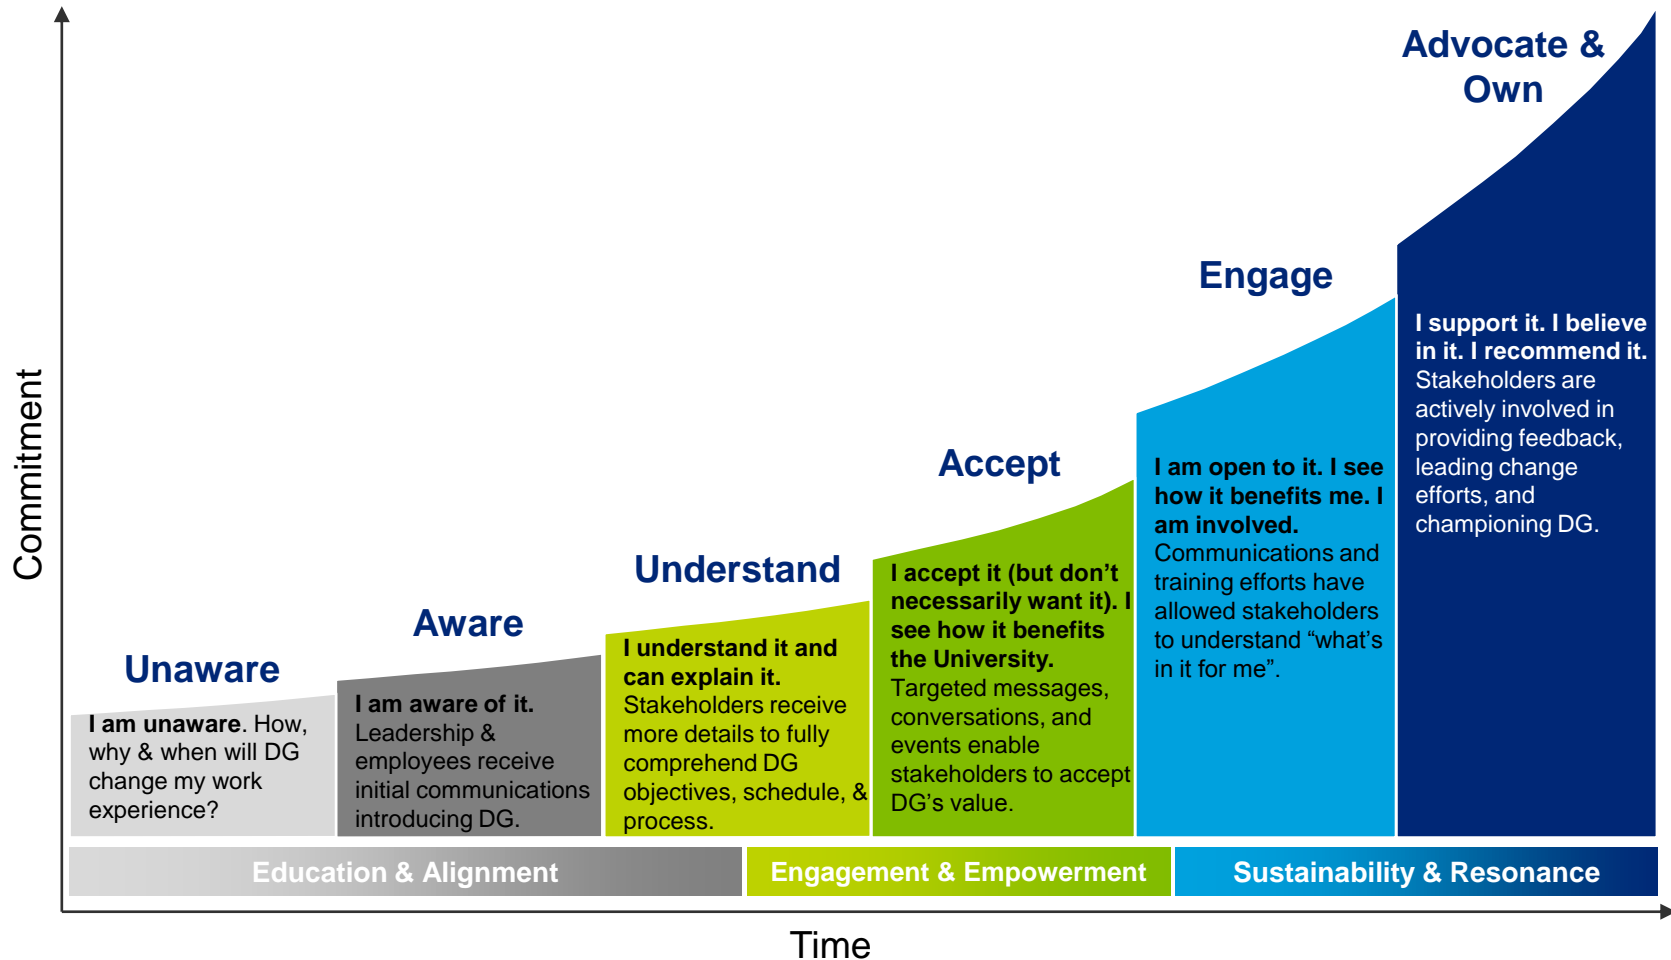 Commitment
Unaware
I am unaware. How,
why & when will DG
change my work
experience?
Aware
I am aware of it.
Leadership &
employees receive
initial communications
introducing DG.
Understand
I understand it and
can explain it.
Stakeholders receive
more details to fully
comprehend DG
objectives, schedule, &
process.
Accept
I accept it (but don’t
necessarily want it). I
see how it benefits
the University.
Targeted messages,
conversations, and
events enable
stakeholders to accept
DG’s value.
Engage
I am open to it. I see
how it benefits me. I
am involved.
Communications and
training efforts have
allowed stakeholders
to understand “what’s
in it for me”.
Advocate &
Own
I support it. I believe
in it. I recommend it.
Stakeholders are
actively involved in
providing feedback,
leading change
efforts, and
championing DG.
Education & Alignment
Engagement & Empowerment
Sustainability & Resonance
Time